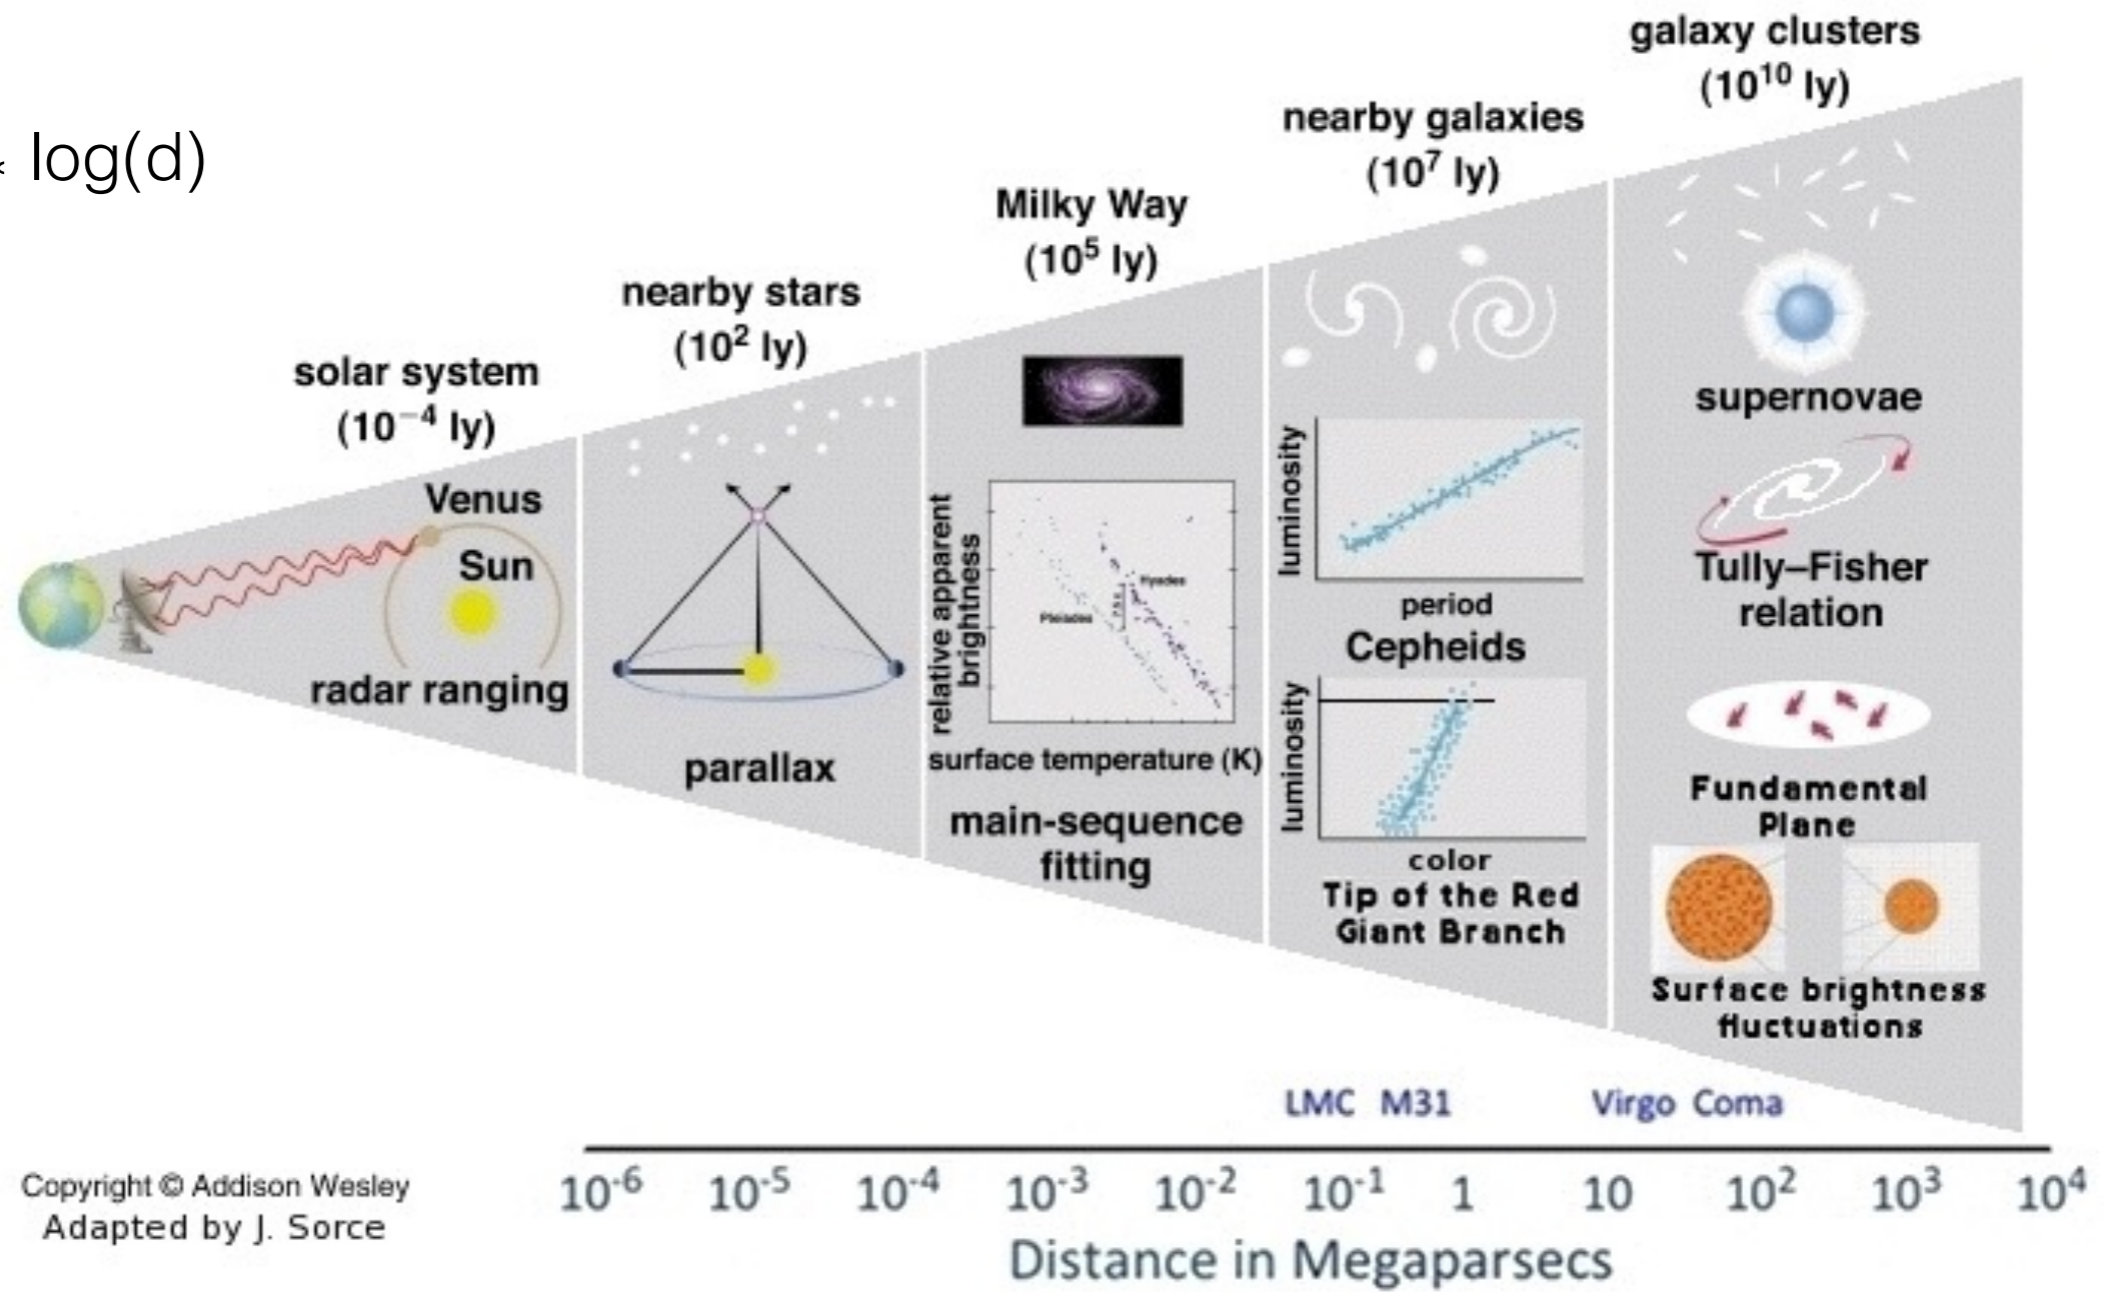 log(d)
solar system
(10⁻⁴ ly)
Venus
Sun
radar ranging
nearby stars
(10² ly)
parallax
Milky Way
(10⁵ ly)
relative apparent
brightness
Hyades
Pleiades
surface temperature (K)
main-sequence
fitting
nearby galaxies
(10⁷ ly)
luminosity
period
Cepheids
luminosity
color
Tip of the Red
Giant Branch
galaxy clusters
(10¹⁰ ly)
supernovae
Tully–Fisher
relation
Fundamental
Plane
Surface brightness
fluctuations
LMC M31 Virgo Coma
10⁻⁶ 10⁻⁵ 10⁻⁴ 10⁻³ 10⁻² 10⁻¹ 1 10 10² 10³ 10⁴
Distance in Megaparsecs
Copyright © Addison Wesley
Adapted by J. Sorce